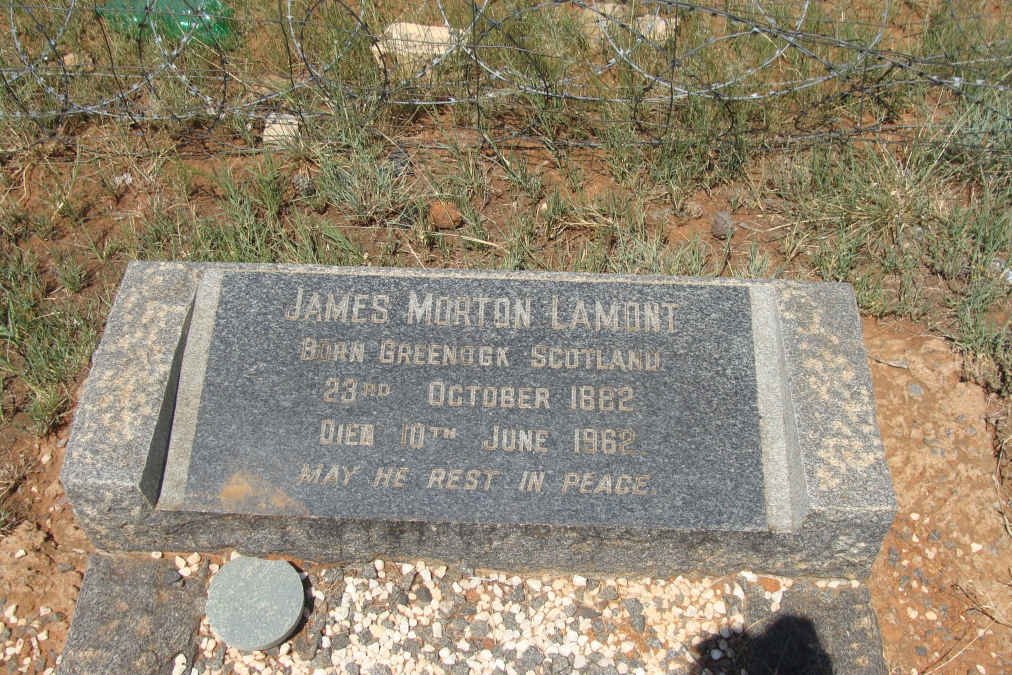 JAMES MORTON LAMONT
BORN GREENOCK SCOTLAND.
23RD OCTOBER 1882
DIED 10TH JUNE 1962.
MAY HE REST IN PEACE.